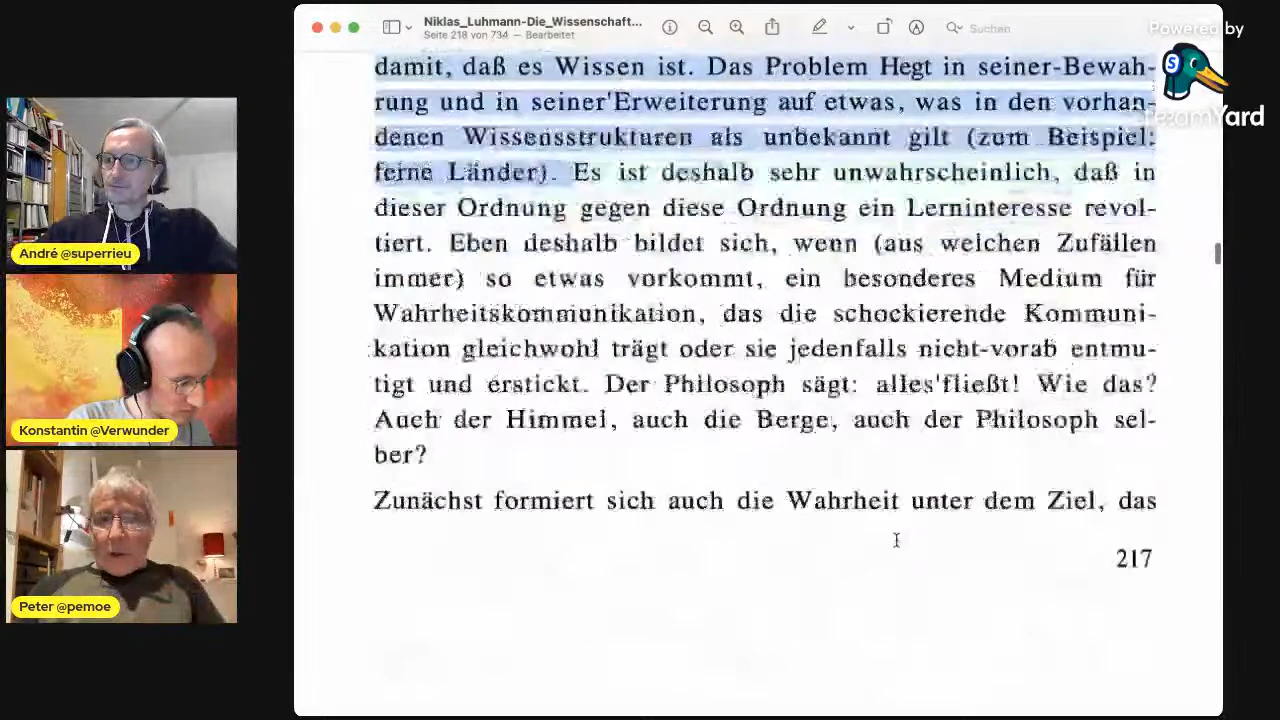 Niklas_Luhmann-Die_Wissenschaft...
Seite 218 von 734 — Bearbeitet
Suchen
Powered by
StreamYard
damit, daß es Wissen ist. Das Problem Hegt in seiner-Bewah-
rung und in seiner'Erweiterung auf etwas, was in den vorhan-
denen Wissensstrukturen als unbekannt gilt (zum Beispiel:
ferne Länder). Es ist deshalb sehr unwahrscheinlich, daß in
dieser Ordnung gegen diese Ordnung ein Lerninteresse revol-
tiert. Eben deshalb bildet sich, wenn (aus welchen Zufällen
immer) so etwas vorkommt, ein besonderes Medium für
Wahrheitskommunikation, das die schockierende Kommuni-
kation gleichwohl trägt oder sie jedenfalls nicht-vorab entmu-
tigt und erstickt. Der Philosoph sägt: alles'fließt! Wie das?
Auch der Himmel, auch die Berge, auch der Philosoph sel-
ber?
Zunächst formiert sich auch die Wahrheit unter dem Ziel, das
217
André @superrieu
Konstantin @Verwunder
Peter @pemoe